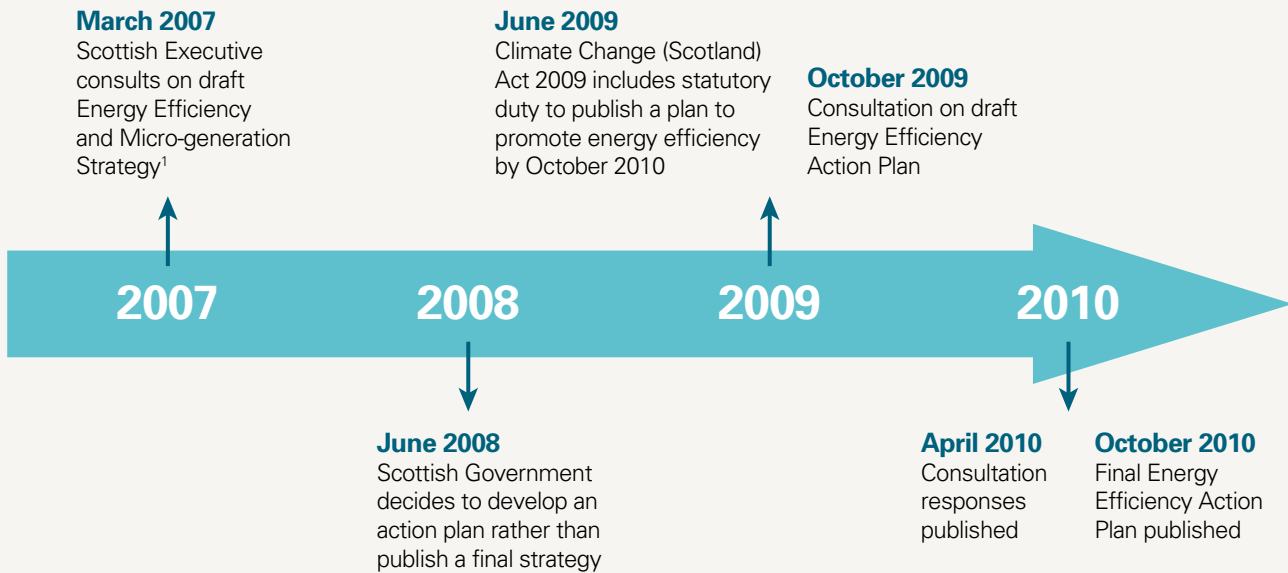 March 2007
Scottish Executive
consults on draft
Energy Efficiency
and Micro-generation
Strategy¹
June 2009
Climate Change (Scotland)
Act 2009 includes statutory
duty to publish a plan to
promote energy efficiency
by October 2010
October 2009
Consultation on draft
Energy Efficiency
Action Plan
2007
2008
2009
2010
June 2008
Scottish Government
decides to develop an
action plan rather than
publish a final strategy
April 2010
Consultation
responses
published
October 2010
Final Energy
Efficiency Action
Plan published